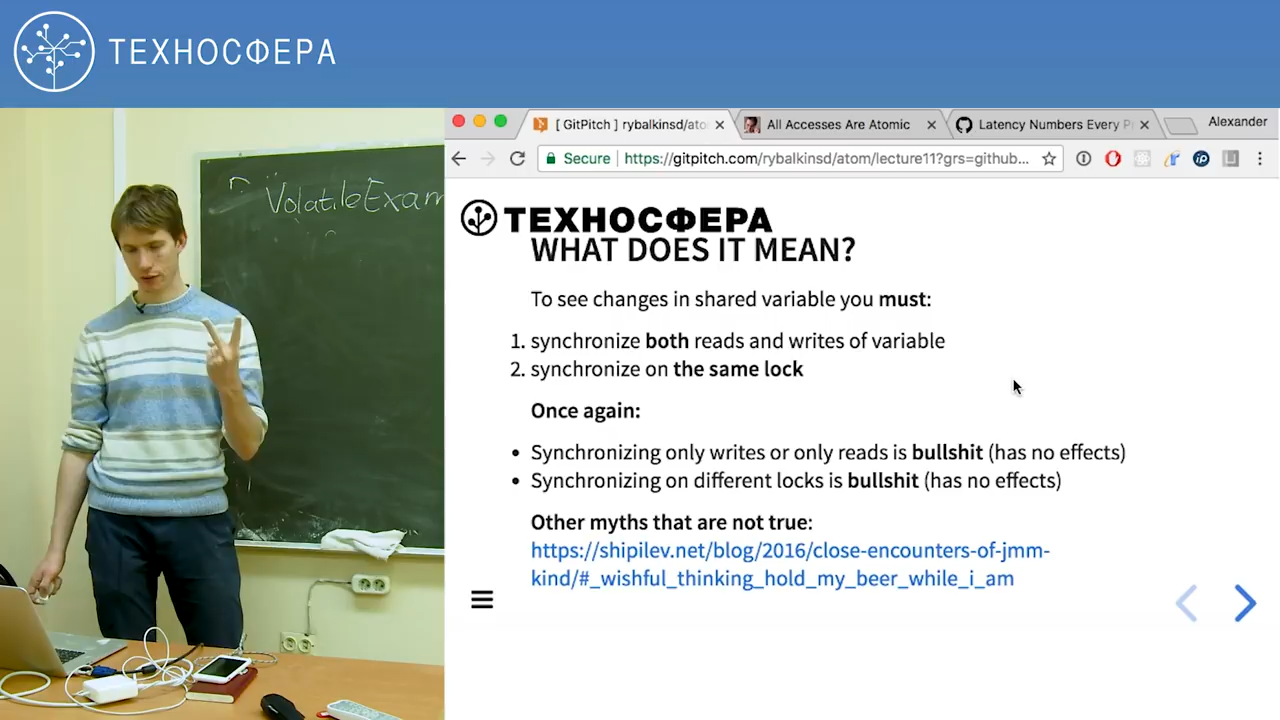 ТЕХНОСФЕРА
VolatileExam
[ GitPitch ] rybalkinsd/ato
All Accesses Are Atomic
Latency Numbers Every P
Alexander
Secure
https://gitpitch.com/rybalkinsd/atom/lecture11?grs=github...
ТЕХНОСФЕРА
WHAT DOES IT MEAN?
To see changes in shared variable you must:
1. synchronize both reads and writes of variable
2. synchronize on the same lock
Once again:
• Synchronizing only writes or only reads is bullshit (has no effects)
• Synchronizing on different locks is bullshit (has no effects)
Other myths that are not true:
https://shipilev.net/blog/2016/close-encounters-of-jmm-
kind/#_wishful_thinking_hold_my_beer_while_i_am